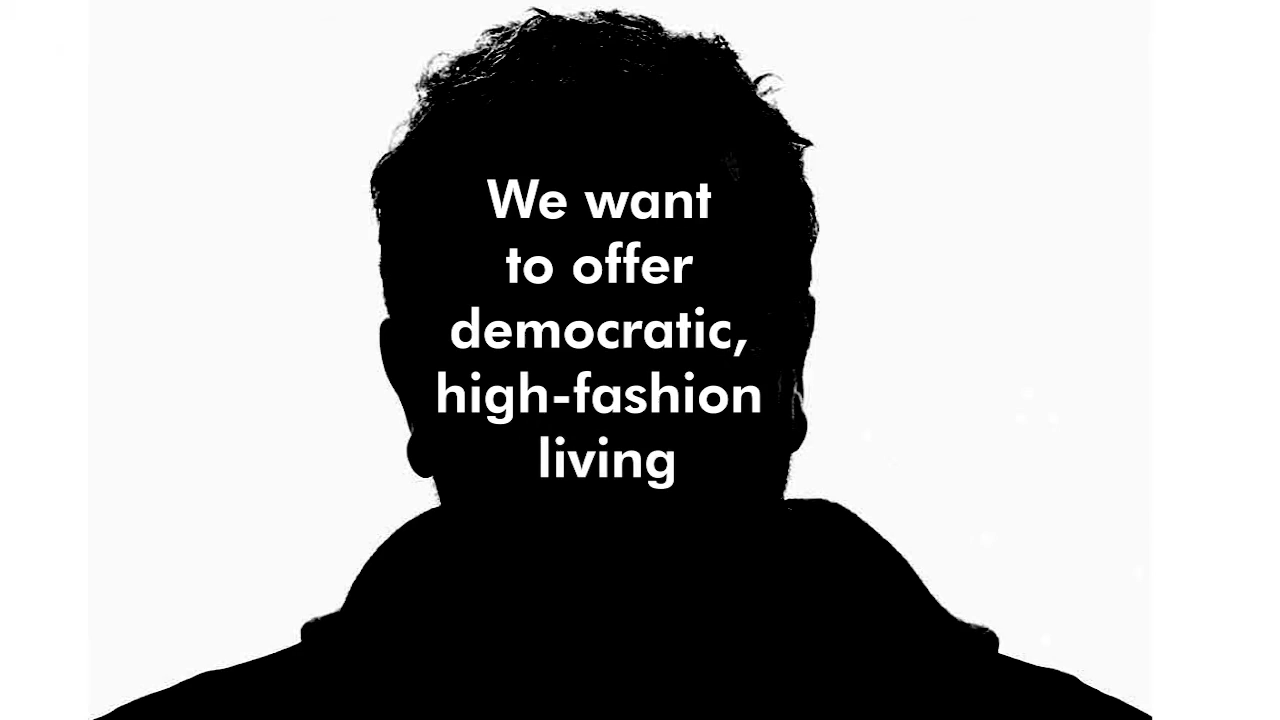 We want
to offer
democratic,
high-fashion
living